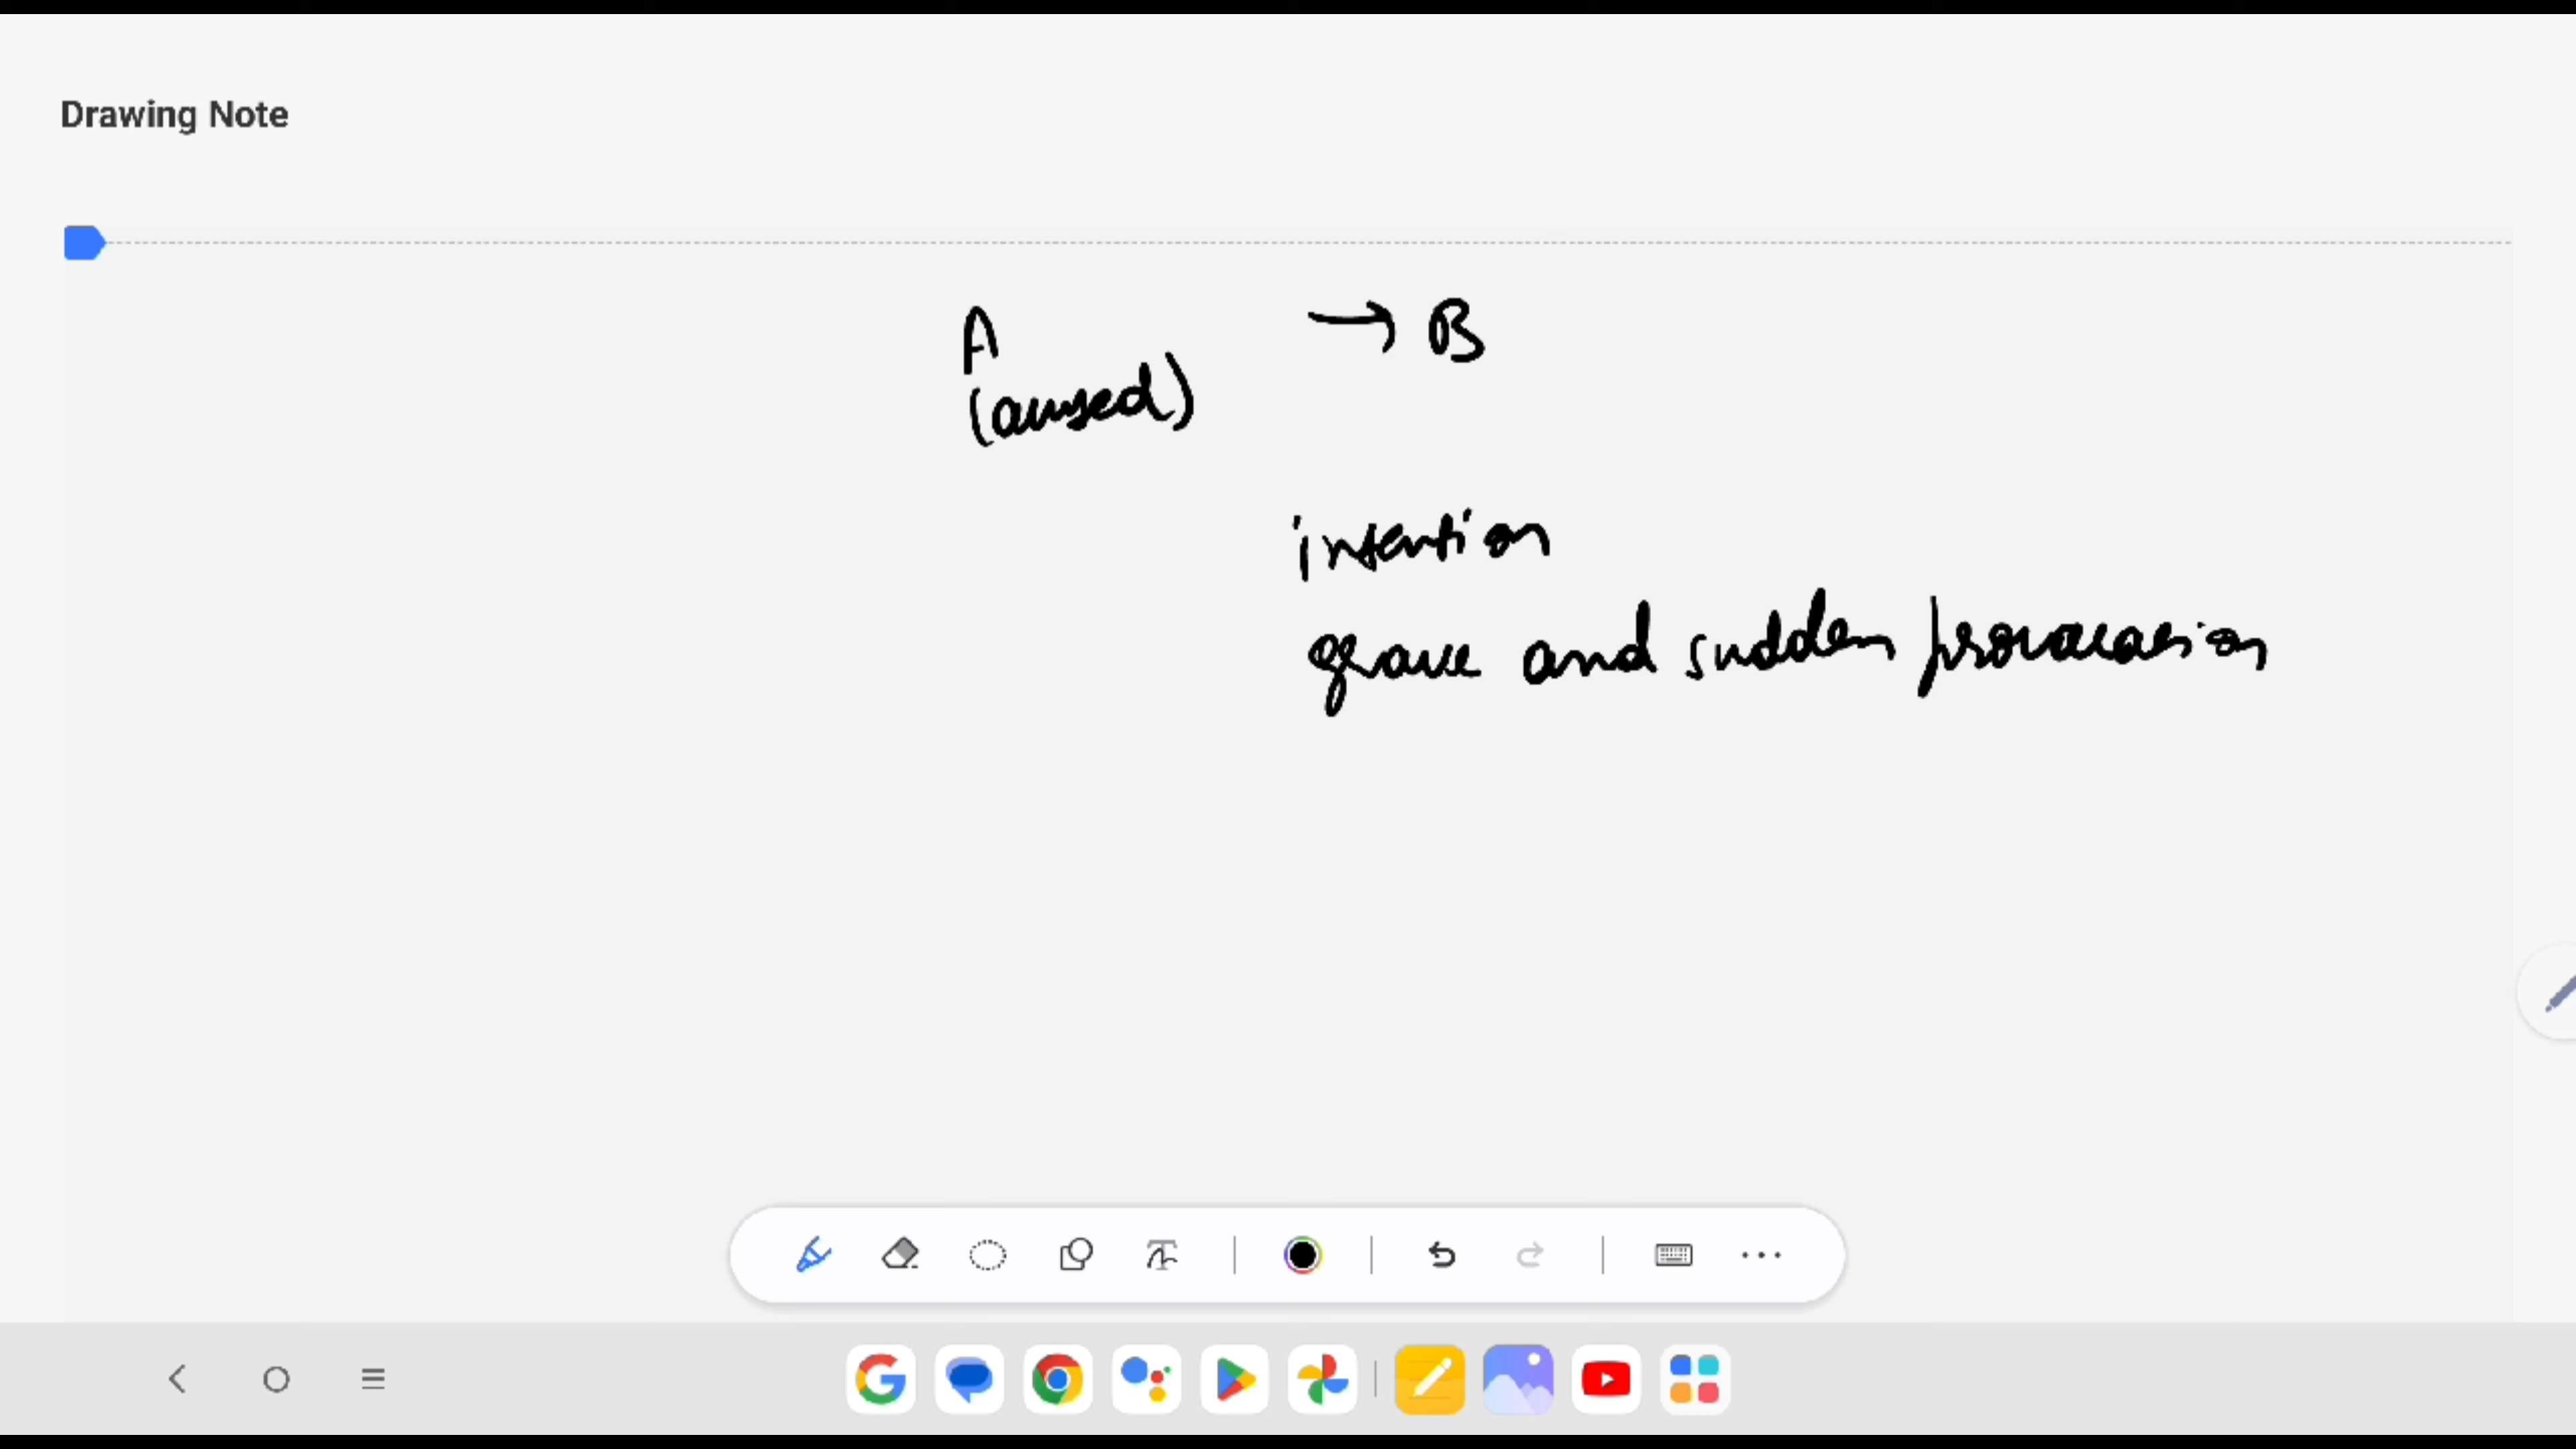 Drawing Note
A → B
(accused)
intention
grave and sudden provocation